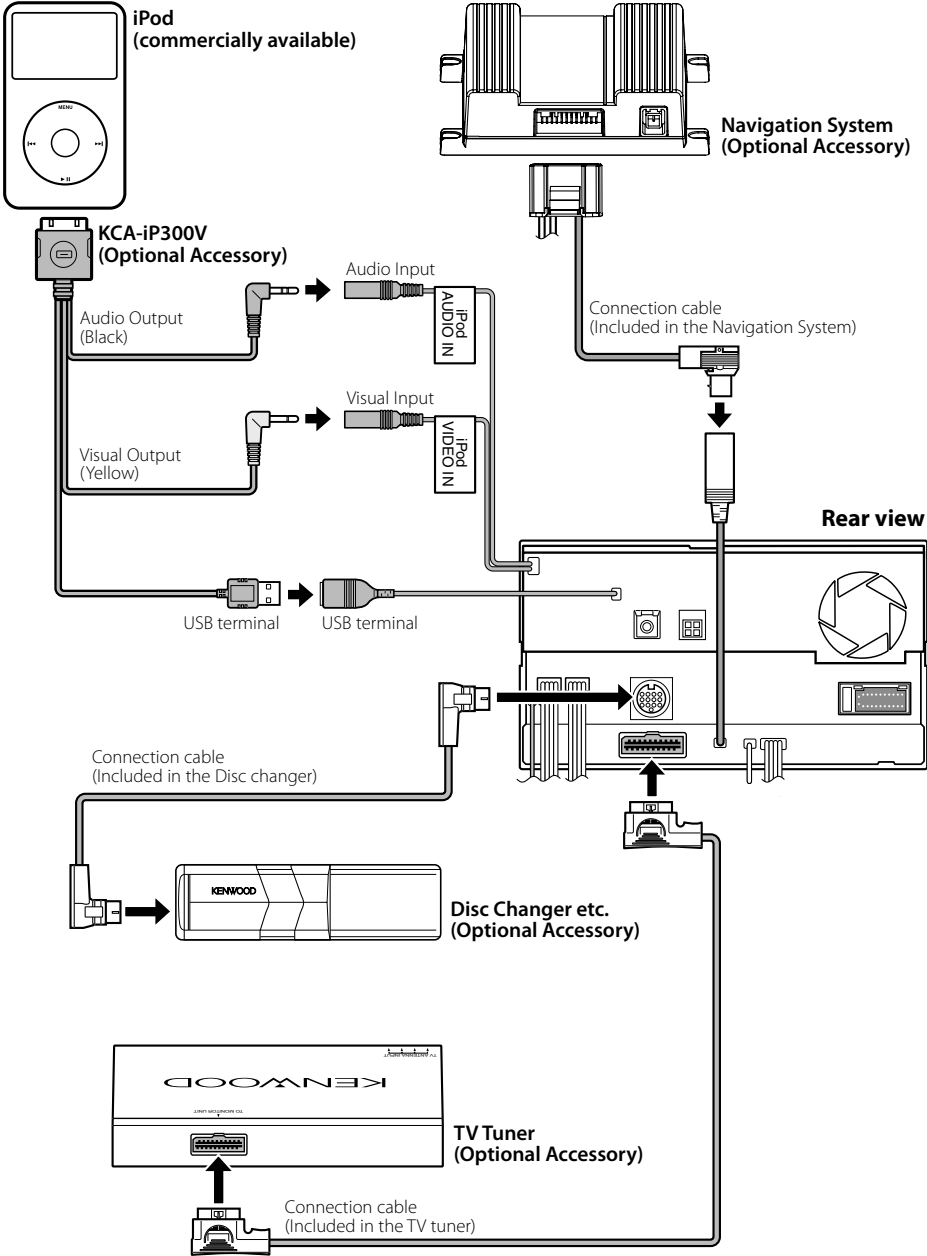 iPod
(commercially available)
MENU
Navigation System
(Optional Accessory)
KCA-iP300V
(Optional Accessory)
Audio Input
iPod
AUDIO IN
Audio Output
(Black)
Connection cable
(Included in the Navigation System)
Visual Input
iPod
VIDEO IN
Visual Output
(Yellow)
Rear view
USB terminal
USB terminal
Connection cable
(Included in the Disc changer)
KENWOOD
Disc Changer etc.
(Optional Accessory)
TV ANTENNA INPUT
KENWOOD
TO MONITOR UNIT
TV Tuner
(Optional Accessory)
Connection cable
(Included in the TV tuner)